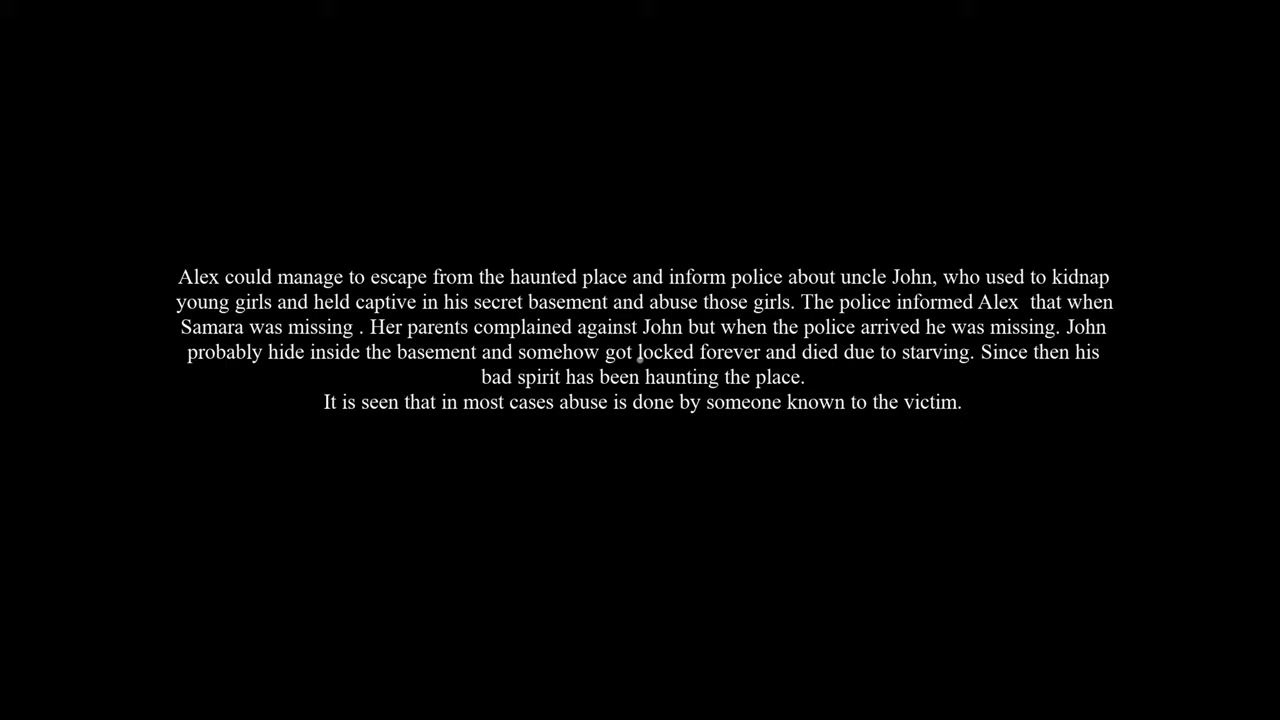 Alex could manage to escape from the haunted place and inform police about uncle John, who used to kidnap
young girls and held captive in his secret basement and abuse those girls. The police informed Alex  that when
Samara was missing . Her parents complained against John but when the police arrived he was missing. John
probably hide inside the basement and somehow got locked forever and died due to starving. Since then his
bad spirit has been haunting the place.
It is seen that in most cases abuse is done by someone known to the victim.